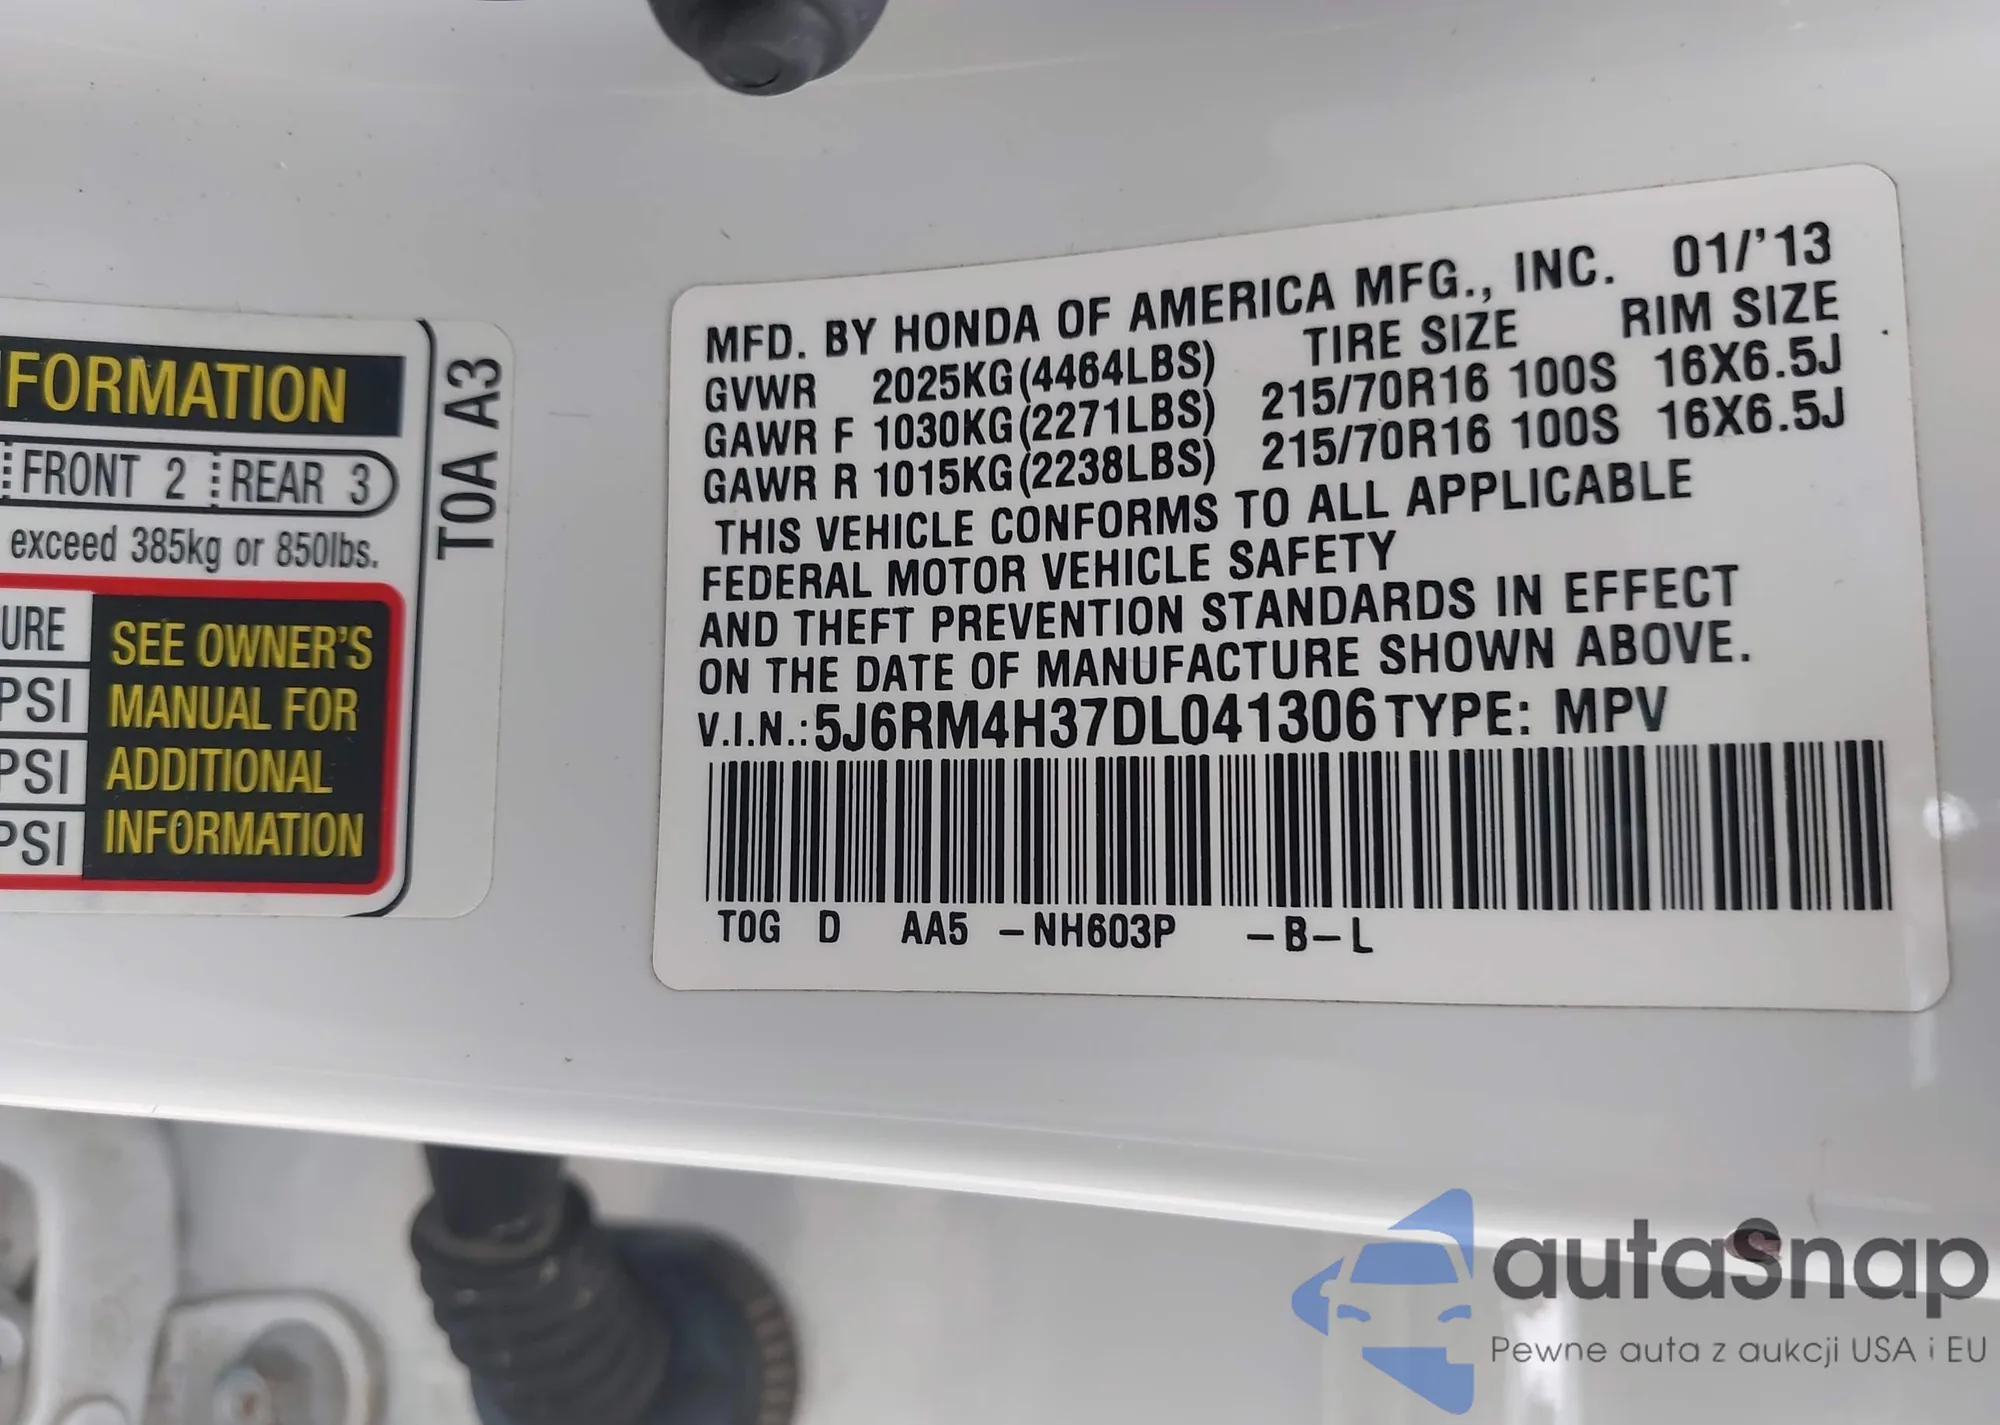 FORMATION
FRONT 2 REAR 3
exceed 385kg or 850lbs.
URE
PSI
PSI
PSI
SEE OWNER'S
MANUAL FOR
ADDITIONAL
INFORMATION
T0A A3
MFD. BY HONDA OF AMERICA MFG., INC. 01/'13
GVWR 2025KG(4464LBS) TIRE SIZE RIM SIZE
GAWR F 1030KG(2271LBS) 215/70R16 100S 16X6.5J
GAWR R 1015KG(2238LBS) 215/70R16 100S 16X6.5J
THIS VEHICLE CONFORMS TO ALL APPLICABLE
FEDERAL MOTOR VEHICLE SAFETY
AND THEFT PREVENTION STANDARDS IN EFFECT
ON THE DATE OF MANUFACTURE SHOWN ABOVE.
V.I.N.:5J6RM4H37DL041306 TYPE: MPV
T0G D AA5 -NH603P -B-L
autaSnap
Pewne auta z aukcji USA i EU